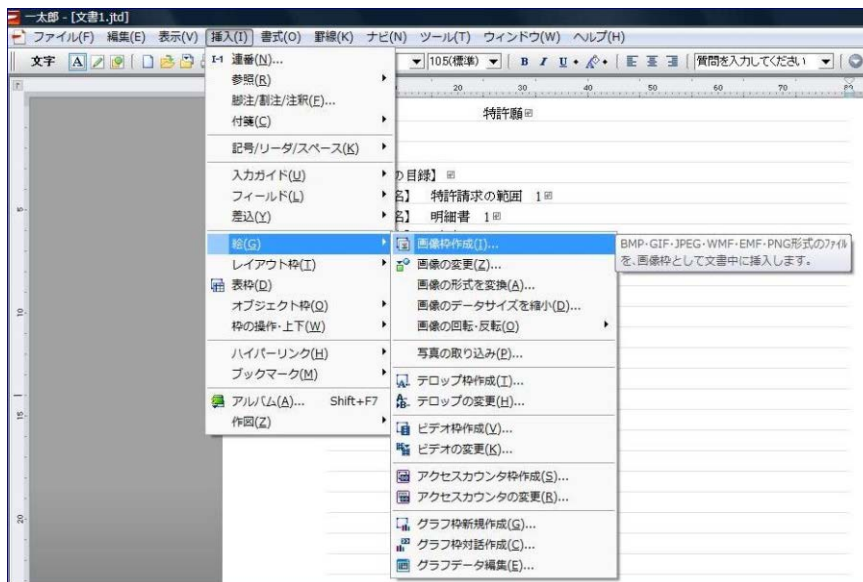 一太郎 - [文書1.jtd]
ファイル(F) 編集(E) 表示(V) 挿入(I) 書式(O) 罫線(K) ナビ(N) ツール(T) ウィンドウ(W) ヘルプ(H)
文字 A 10.5(標準) B I U 質問を入力してください
20 30 40 50 60 70 80
特許願
の目録】
名】 特許請求の範囲 1
名】 明細書 1
連番(N)...
参照(R)
脚注/割注/注釈(F)...
付箋(C)
記号/リーダ/スペース(K)
入力ガイド(U)
フィールド(L)
差込(Y)
絵(G)
レイアウト枠(T)
表枠(D)
オブジェクト枠(O)
枠の操作・上下(W)
ハイパーリンク(H)
ブックマーク(M)
アルバム(A)... Shift+F7
作図(Z)
画像枠作成(I)...
画像の変更(Z)...
画像の形式を変換(A)...
画像のデータサイズを縮小(D)...
画像の回転・反転(O)
写真の取り込み(P)...
テロップ枠作成(T)...
テロップの変更(H)...
ビデオ枠作成(V)...
ビデオの変更(K)...
アクセスカウンタ枠作成(S)...
アクセスカウンタの変更(R)...
グラフ枠新規作成(G)...
グラフ枠対話作成(C)...
グラフデータ編集(E)...
BMP・GIF・JPEG・WMF・EMF・PNG形式のファイル
を、画像枠として文書中に挿入します。
5
10
15
20